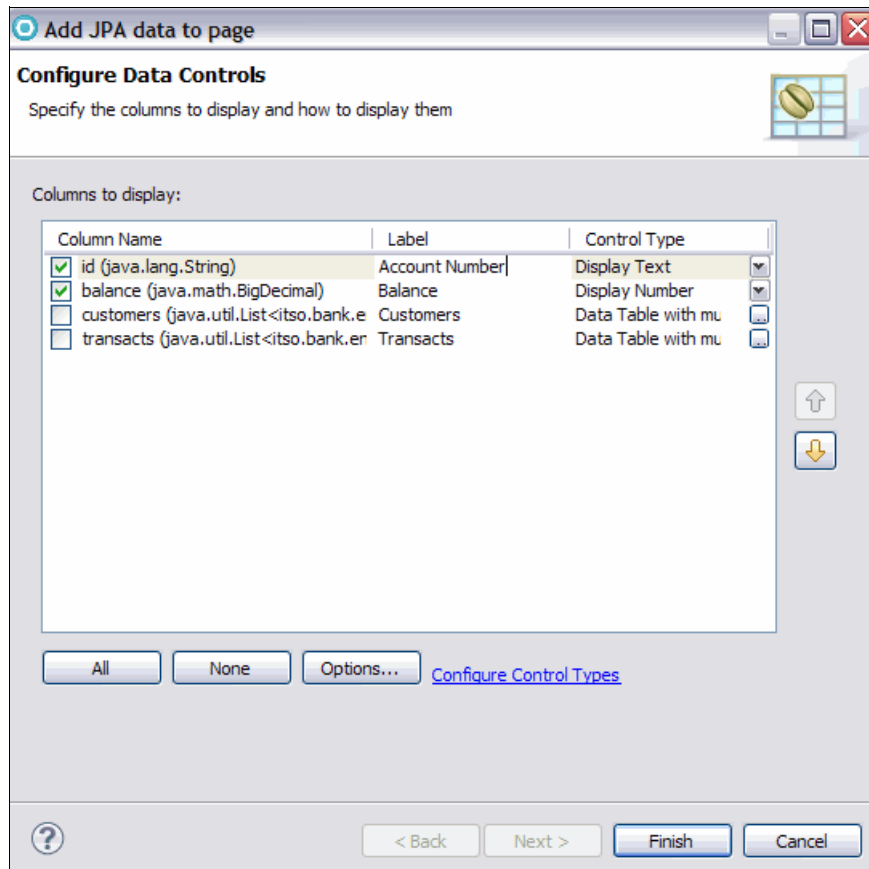 Add JPA data to page
Configure Data Controls
Specify the columns to display and how to display them
Columns to display:
Column Name Label Control Type
id (java.lang.String) Account Number Display Text
balance (java.math.BigDecimal) Balance Display Number
customers (java.util.List<itso.bank.e Customers Data Table with mu ...
transacts (java.util.List<itso.bank.en Transacts Data Table with mu ...
All None Options... Configure Control Types
? < Back Next > Finish Cancel